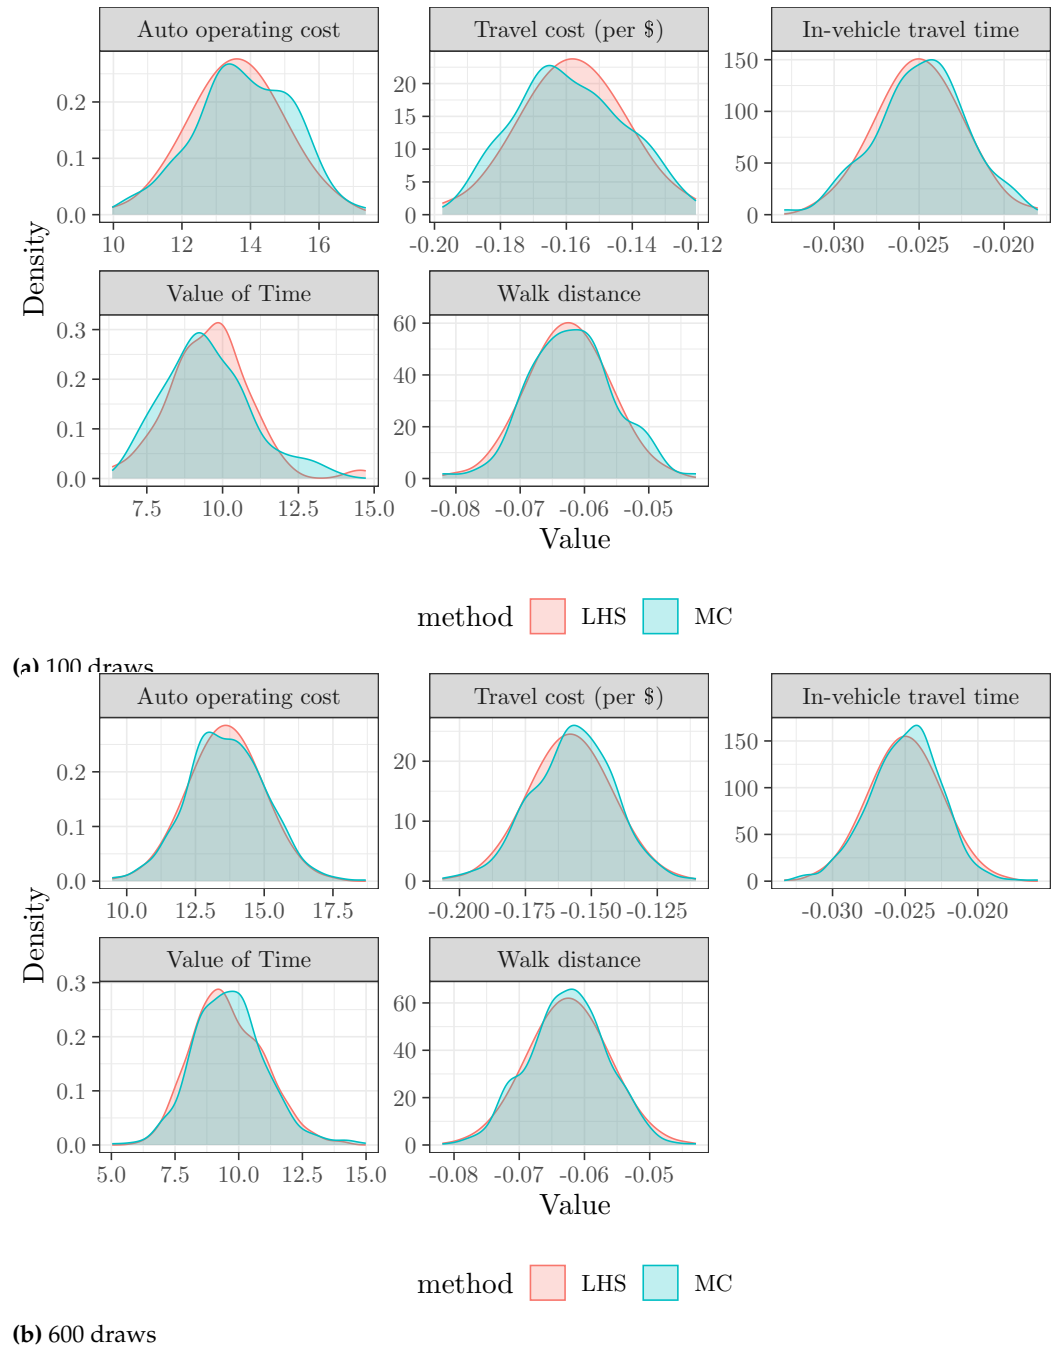 Auto operating cost Travel cost (per $) In-vehicle travel time
0.2
0.1
0.0
10 12 14 16
20
15
10
5
0
-0.20 -0.18 -0.16 -0.14 -0.12
150
100
50
0
-0.030 -0.025 -0.020
Density
Value of Time Walk distance
0.3
0.2
0.1
0.0
7.5 10.0 12.5 15.0
60
40
20
0
-0.08 -0.07 -0.06 -0.05
Value
method LHS MC
(a) 100 draws
Auto operating cost Travel cost (per $) In-vehicle travel time
0.2
0.1
0.0
10.0 12.5 15.0 17.5
20
10
0
-0.200 -0.175 -0.150 -0.125
150
100
50
0
-0.030 -0.025 -0.020
Density
Value of Time Walk distance
0.3
0.2
0.1
0.0
5.0 7.5 10.0 12.5 15.0
60
40
20
0
-0.08 -0.07 -0.06 -0.05
Value
method LHS MC
(b) 600 draws